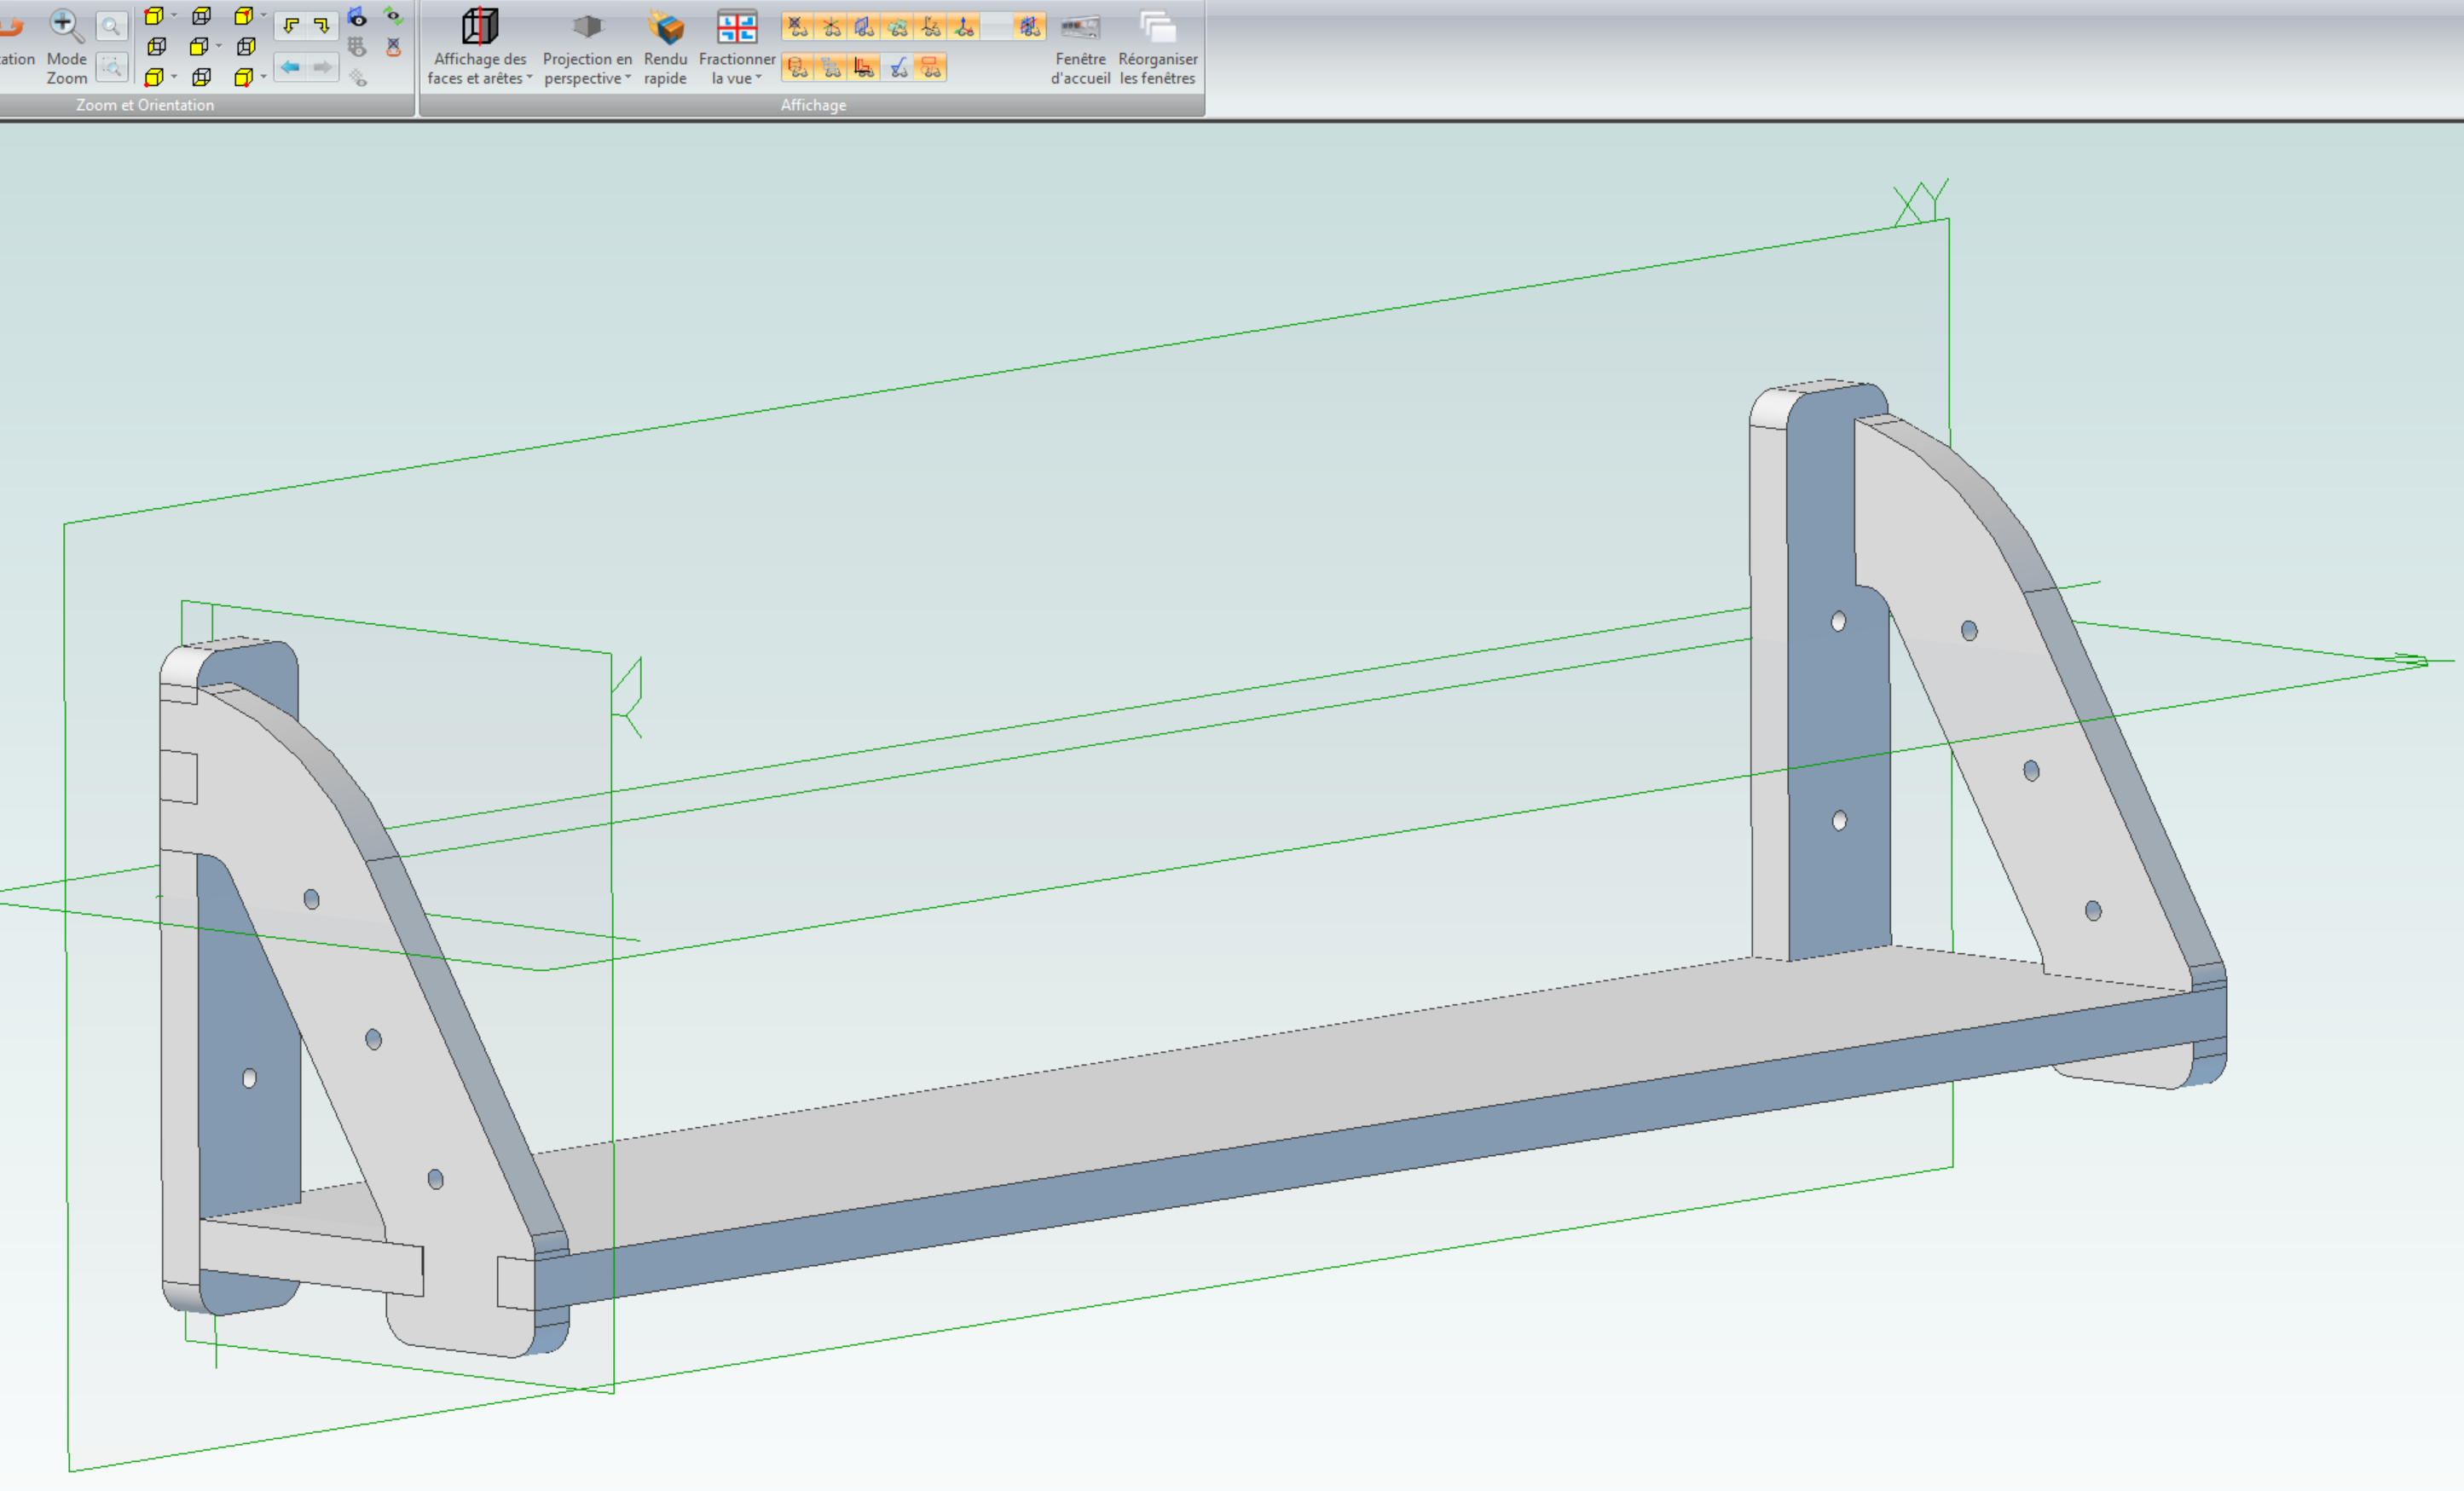 ation
Mode
Zoom
Zoom et Orientation
Affichage des
faces et arêtes
Projection en
perspective
Rendu
rapide
Fractionner
la vue
Fenêtre
d'accueil
Réorganiser
les fenêtres
Affichage
XY